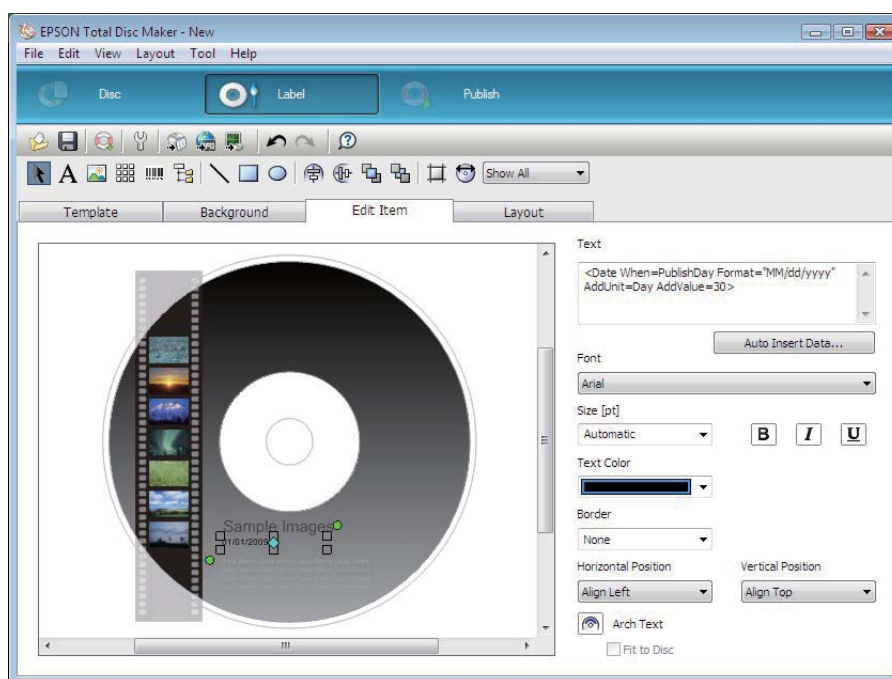 EPSON Total Disc Maker - New
File Edit View Layout Tool Help
Disc Label Publish
A Show All
Template Background Edit Item Layout
Text
<Date When=PublishDay Format="MM/dd/yyyy"
AddUnit=Day AddValue=30>
Auto Insert Data...
Font
Arial
Size [pt]
Automatic B I U
Text Color
Border
None
Horizontal Position Vertical Position
Align Left Align Top
Arch Text
Fit to Disc
Sample Images
01/01/2009